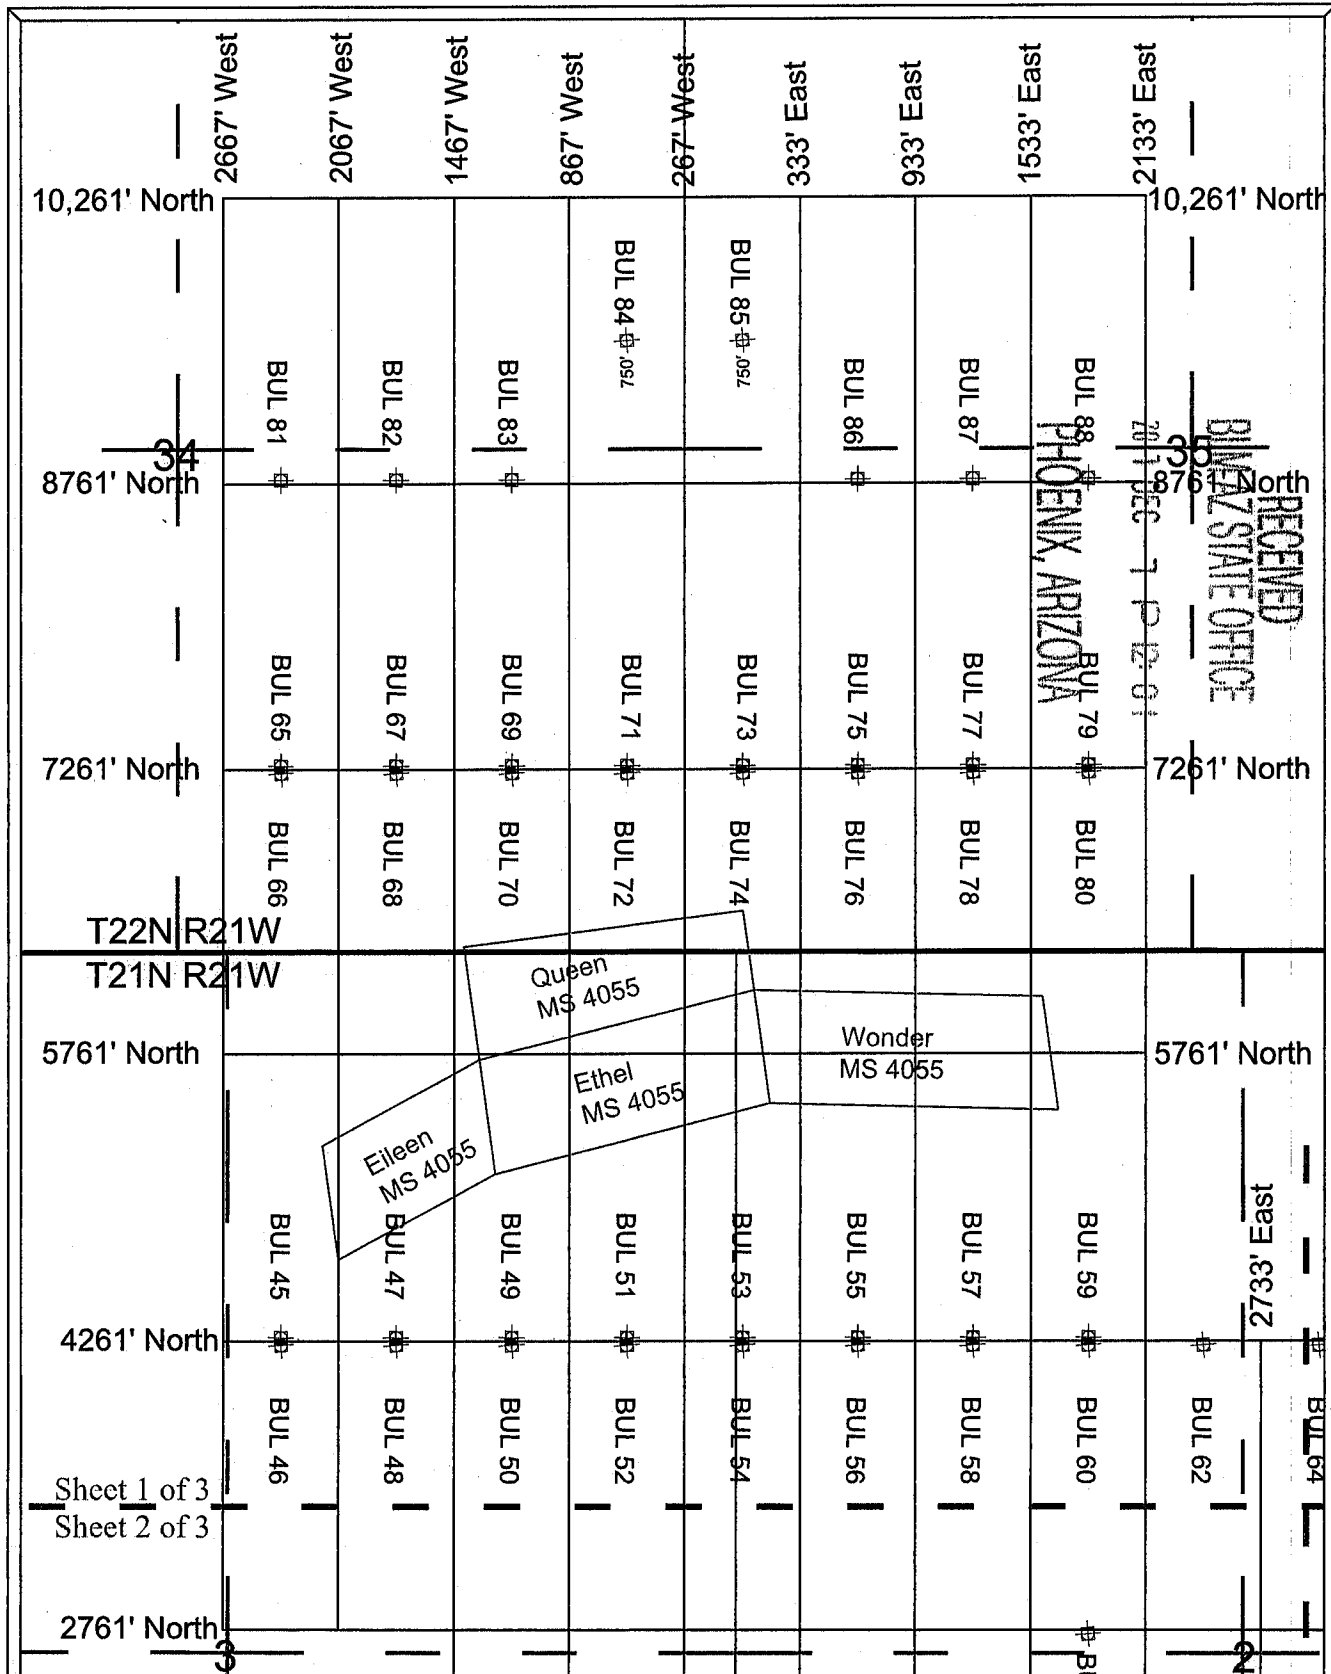 2667' West
2067' West
1467' West
867' West
267' West
333' East
933' East
1533' East
2133' East
10,261' North
10,261' North
BUL 84
750'
BUL 85
750'
BUL 81
BUL 82
BUL 83
BUL 86
BUL 87
BUL 88
34
35
8761' North
8761' North
RECEIVED
BLM AZ STATE OFFICE
PHOENIX, ARIZONA
BUL 65
BUL 67
BUL 69
BUL 71
BUL 73
BUL 75
BUL 77
BUL 79
7261' North
7261' North
BUL 66
BUL 68
BUL 70
BUL 72
BUL 74
BUL 76
BUL 78
BUL 80
T22N R21W
T21N R21W
Queen
MS 4055
Wonder
MS 4055
5761' North
5761' North
Ethel
MS 4055
Eileen
MS 4055
BUL 45
BUL 47
BUL 49
BUL 51
BUL 53
BUL 55
BUL 57
BUL 59
2733' East
4261' North
BUL 46
BUL 48
BUL 50
BUL 52
BUL 54
BUL 56
BUL 58
BUL 60
BUL 62
BUL 64
Sheet 1 of 3
Sheet 2 of 3
2761' North
3
2